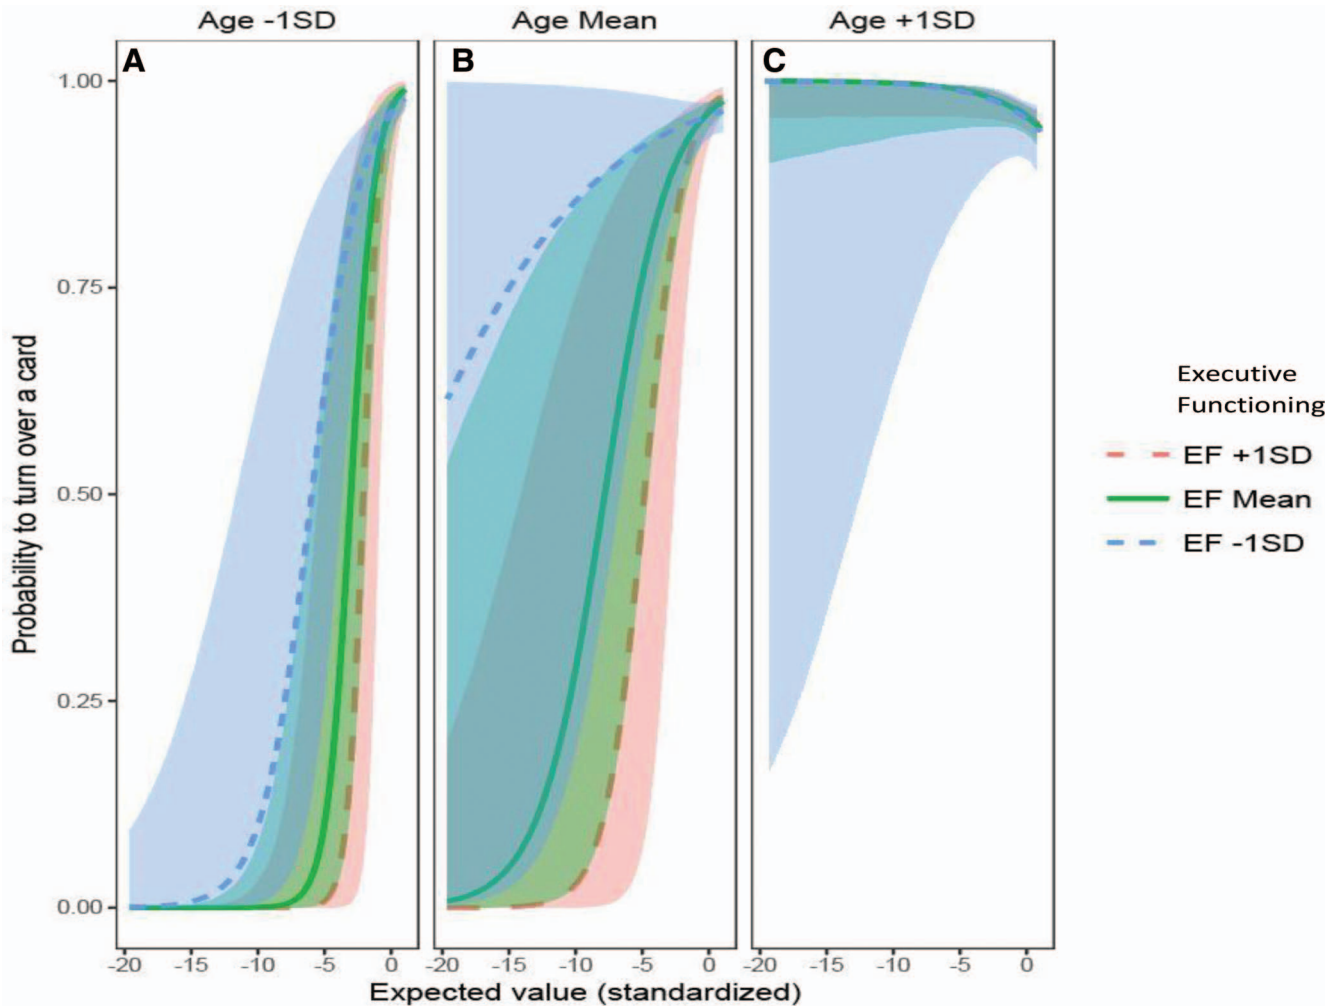 Age -1SD
Age Mean
Age +1SD
A
B
C
1.00
0.75
0.50
0.25
0.00
Probability to turn over a card
-20 -15 -10 -5 0
-20 -15 -10 -5 0
-20 -15 -10 -5 0
Expected value (standardized)
Executive
Functioning
EF +1SD
EF Mean
EF -1SD